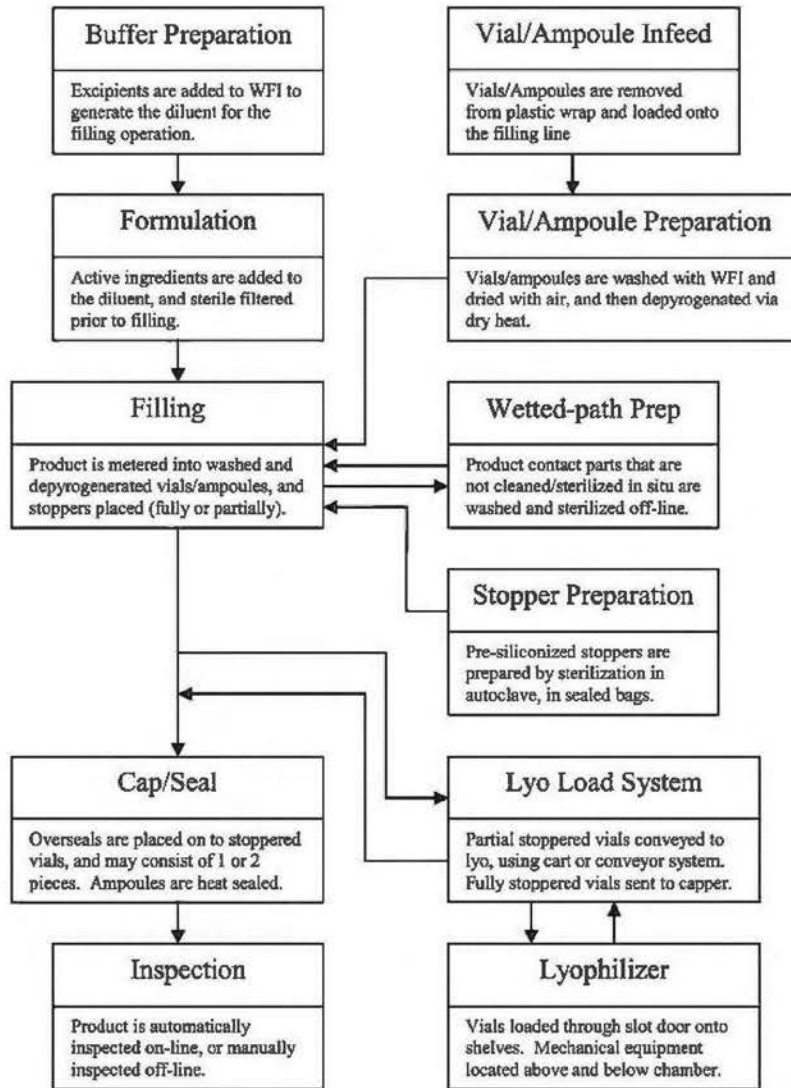 Buffer Preparation
Excipients are added to WFI to
generate the diluent for the
filling operation.
Vial/Ampoule Infeed
Vials/Ampoules are removed
from plastic wrap and loaded onto
the filling line
Formulation
Active ingredients are added to
the diluent, and sterile filtered
prior to filling.
Vial/Ampoule Preparation
Vials/ampoules are washed with WFI and
dried with air, and then depyrogenated via
dry heat.
Filling
Product is metered into washed and
depyrogenerated vials/ampoules, and
stoppers placed (fully or partially).
Wetted-path Prep
Product contact parts that are
not cleaned/sterilized in situ are
washed and sterilized off-line.
Stopper Preparation
Pre-siliconized stoppers are
prepared by sterilization in
autoclave, in sealed bags.
Cap/Seal
Overseals are placed on to stoppered
vials, and may consist of 1 or 2
pieces. Ampoules are heat sealed.
Lyo Load System
Partial stoppered vials conveyed to
lyo, using cart or conveyor system.
Fully stoppered vials sent to capper.
Inspection
Product is automatically
inspected on-line, or manually
inspected off-line.
Lyophilizer
Vials loaded through slot door onto
shelves. Mechanical equipment
located above and below chamber.